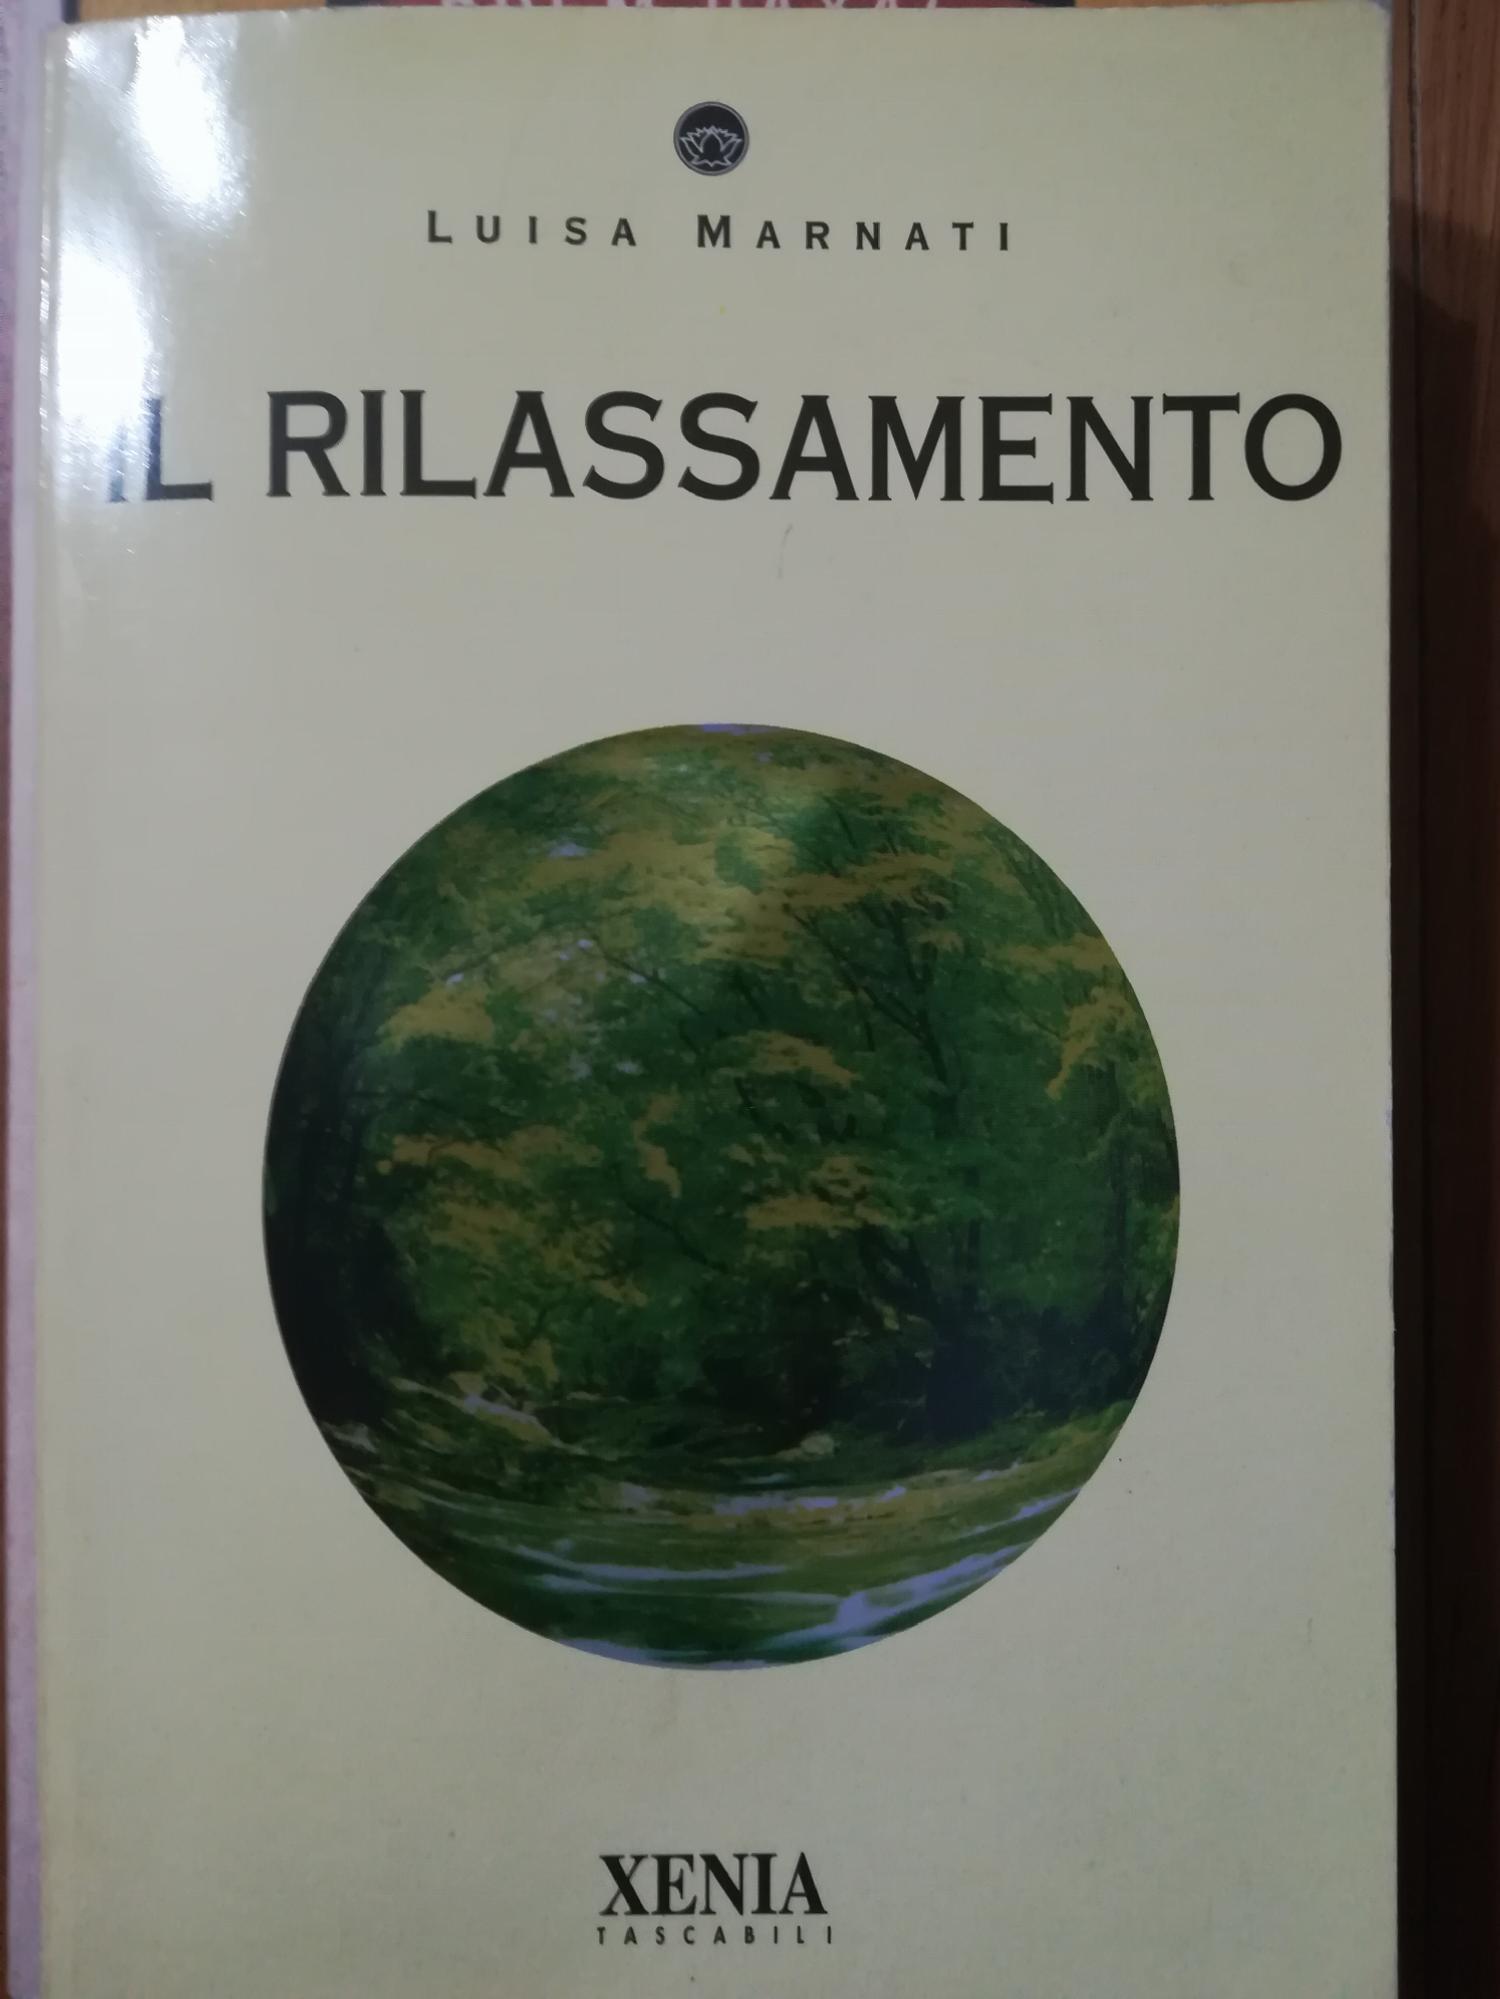 LUISA MARNATI
IL RILASSAMENTO
XENIA
TASCABILI